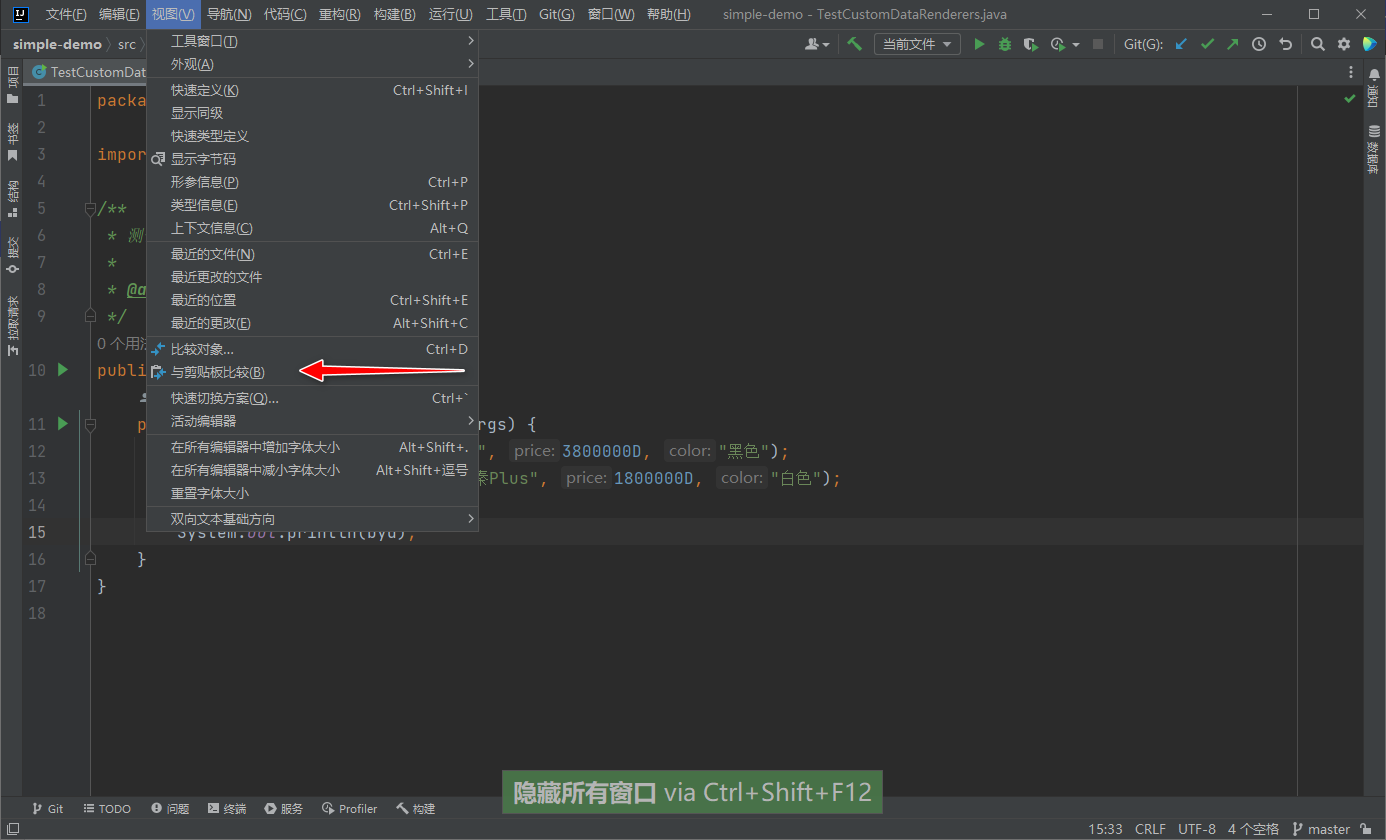 文件(F) 编辑(E) 视图(V) 导航(N) 代码(C) 重构(R) 构建(B) 运行(U) 工具(T) Git(G) 窗口(W) 帮助(H) simple-demo - TestCustomDataRenderers.java
simple-demo src 当前文件 Git(G):
TestCustomDat
项目
书签
结构
提交
拉取请求
工具窗口(T)
外观(A)
快速定义(K) Ctrl+Shift+I
显示同级
快速类型定义
显示字节码
形参信息(P) Ctrl+P
类型信息(E) Ctrl+Shift+P
上下文信息(C) Alt+Q
最近的文件(N) Ctrl+E
最近更改的文件
最近的位置 Ctrl+Shift+E
最近的更改(E) Alt+Shift+C
比较对象... Ctrl+D
与剪贴板比较(B)
快速切换方案(Q)... Ctrl+`
活动编辑器
在所有编辑器中增加字体大小 Alt+Shift+.
在所有编辑器中减小字体大小 Alt+Shift+逗号
重置字体大小
双向文本基础方向
1 packa
2
3 impor
4
5 /**
6 * 测
7 *
8 * @a
9 */
0 个用法
10 publi
11 p rgs) {
12 ", price: 3800000D, color: "黑色");
13 Plus", price: 1800000D, color: "白色");
14
15 System.out.println(byd);
16 }
17 }
18
通知
数据库
隐藏所有窗口 via Ctrl+Shift+F12
Git TODO 问题 终端 服务 Profiler 构建
15:33 CRLF UTF-8 4 个空格 master